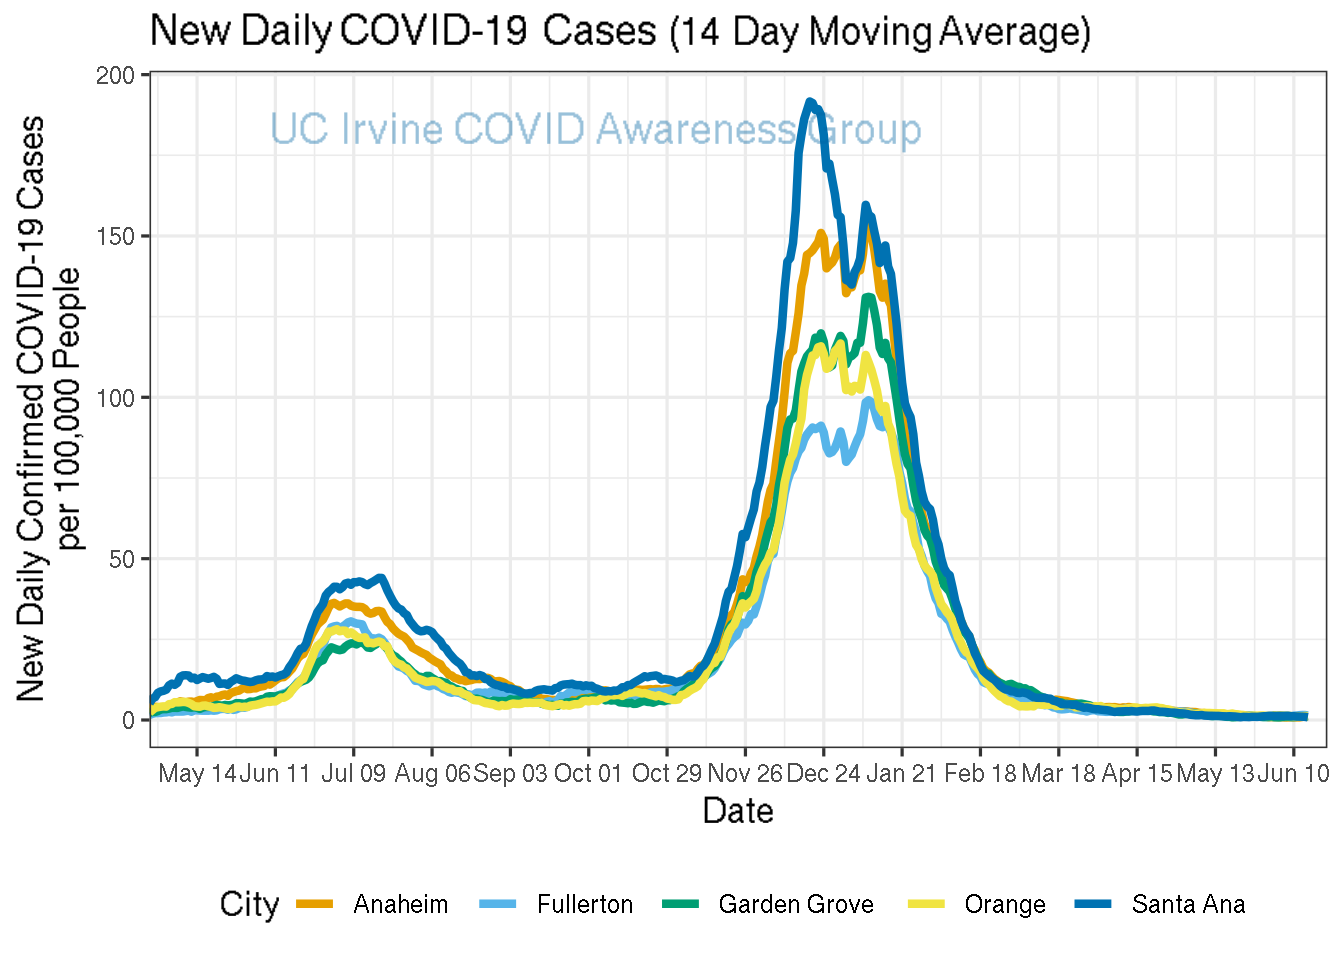 New Daily COVID-19 Cases (14 Day Moving Average)
UC Irvine COVID Awareness Group
New Daily Confirmed COVID-19 Cases
per 100,000 People
200
150
100
50
0
May 14 Jun 11 Jul 09 Aug 06 Sep 03 Oct 01 Oct 29 Nov 26 Dec 24 Jan 21 Feb 18 Mar 18 Apr 15 May 13 Jun 10
Date
City Anaheim Fullerton Garden Grove Orange Santa Ana